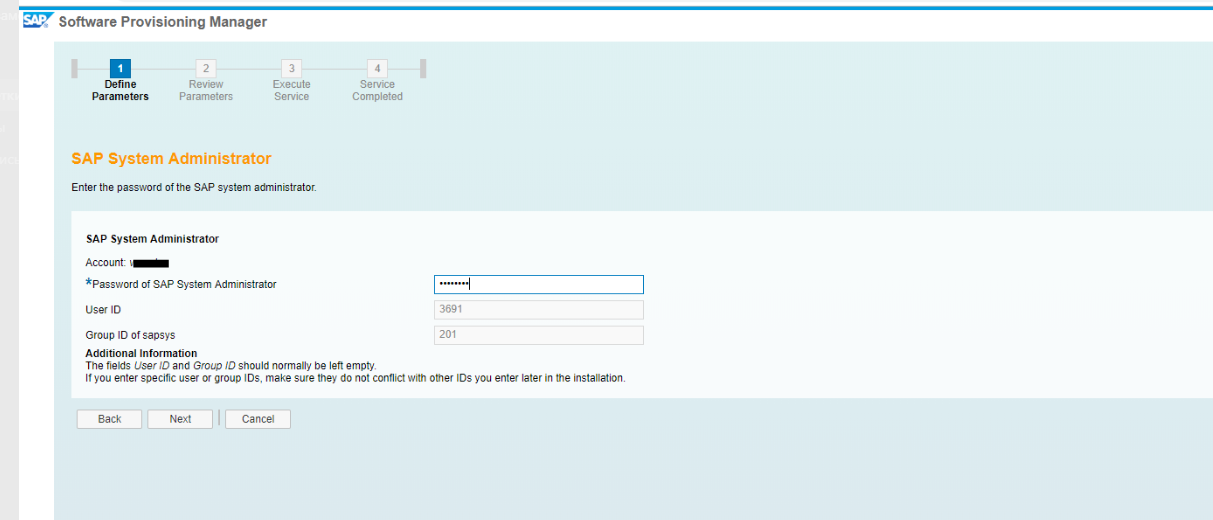 SAP Software Provisioning Manager
1 2 3 4
Define Parameters Review Parameters Execute Service Service Completed
SAP System Administrator
Enter the password of the SAP system administrator.
SAP System Administrator
Account:
*Password of SAP System Administrator ••••••••
User ID 3691
Group ID of sapsys 201
Additional Information
The fields User ID and Group ID should normally be left empty.
If you enter specific user or group IDs, make sure they do not conflict with other IDs you enter later in the installation.
Back Next | Cancel